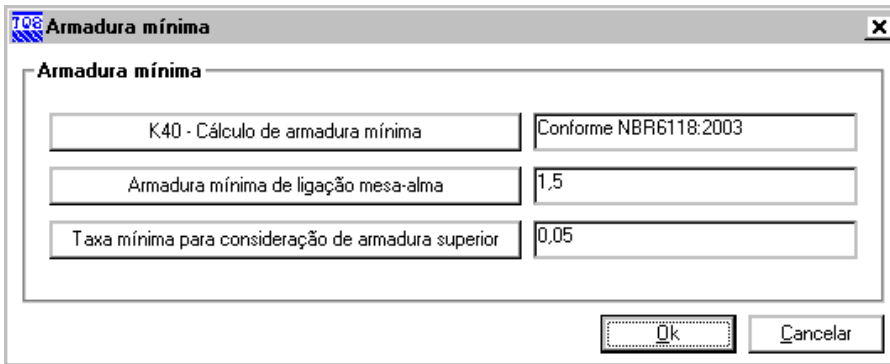 TQS Armadura mínima
Armadura mínima
K40 - Cálculo de armadura mínima
Conforme NBR6118:2003
Armadura mínima de ligação mesa-alma
1,5
Taxa mínima para consideração de armadura superior
0,05
Ok
Cancelar